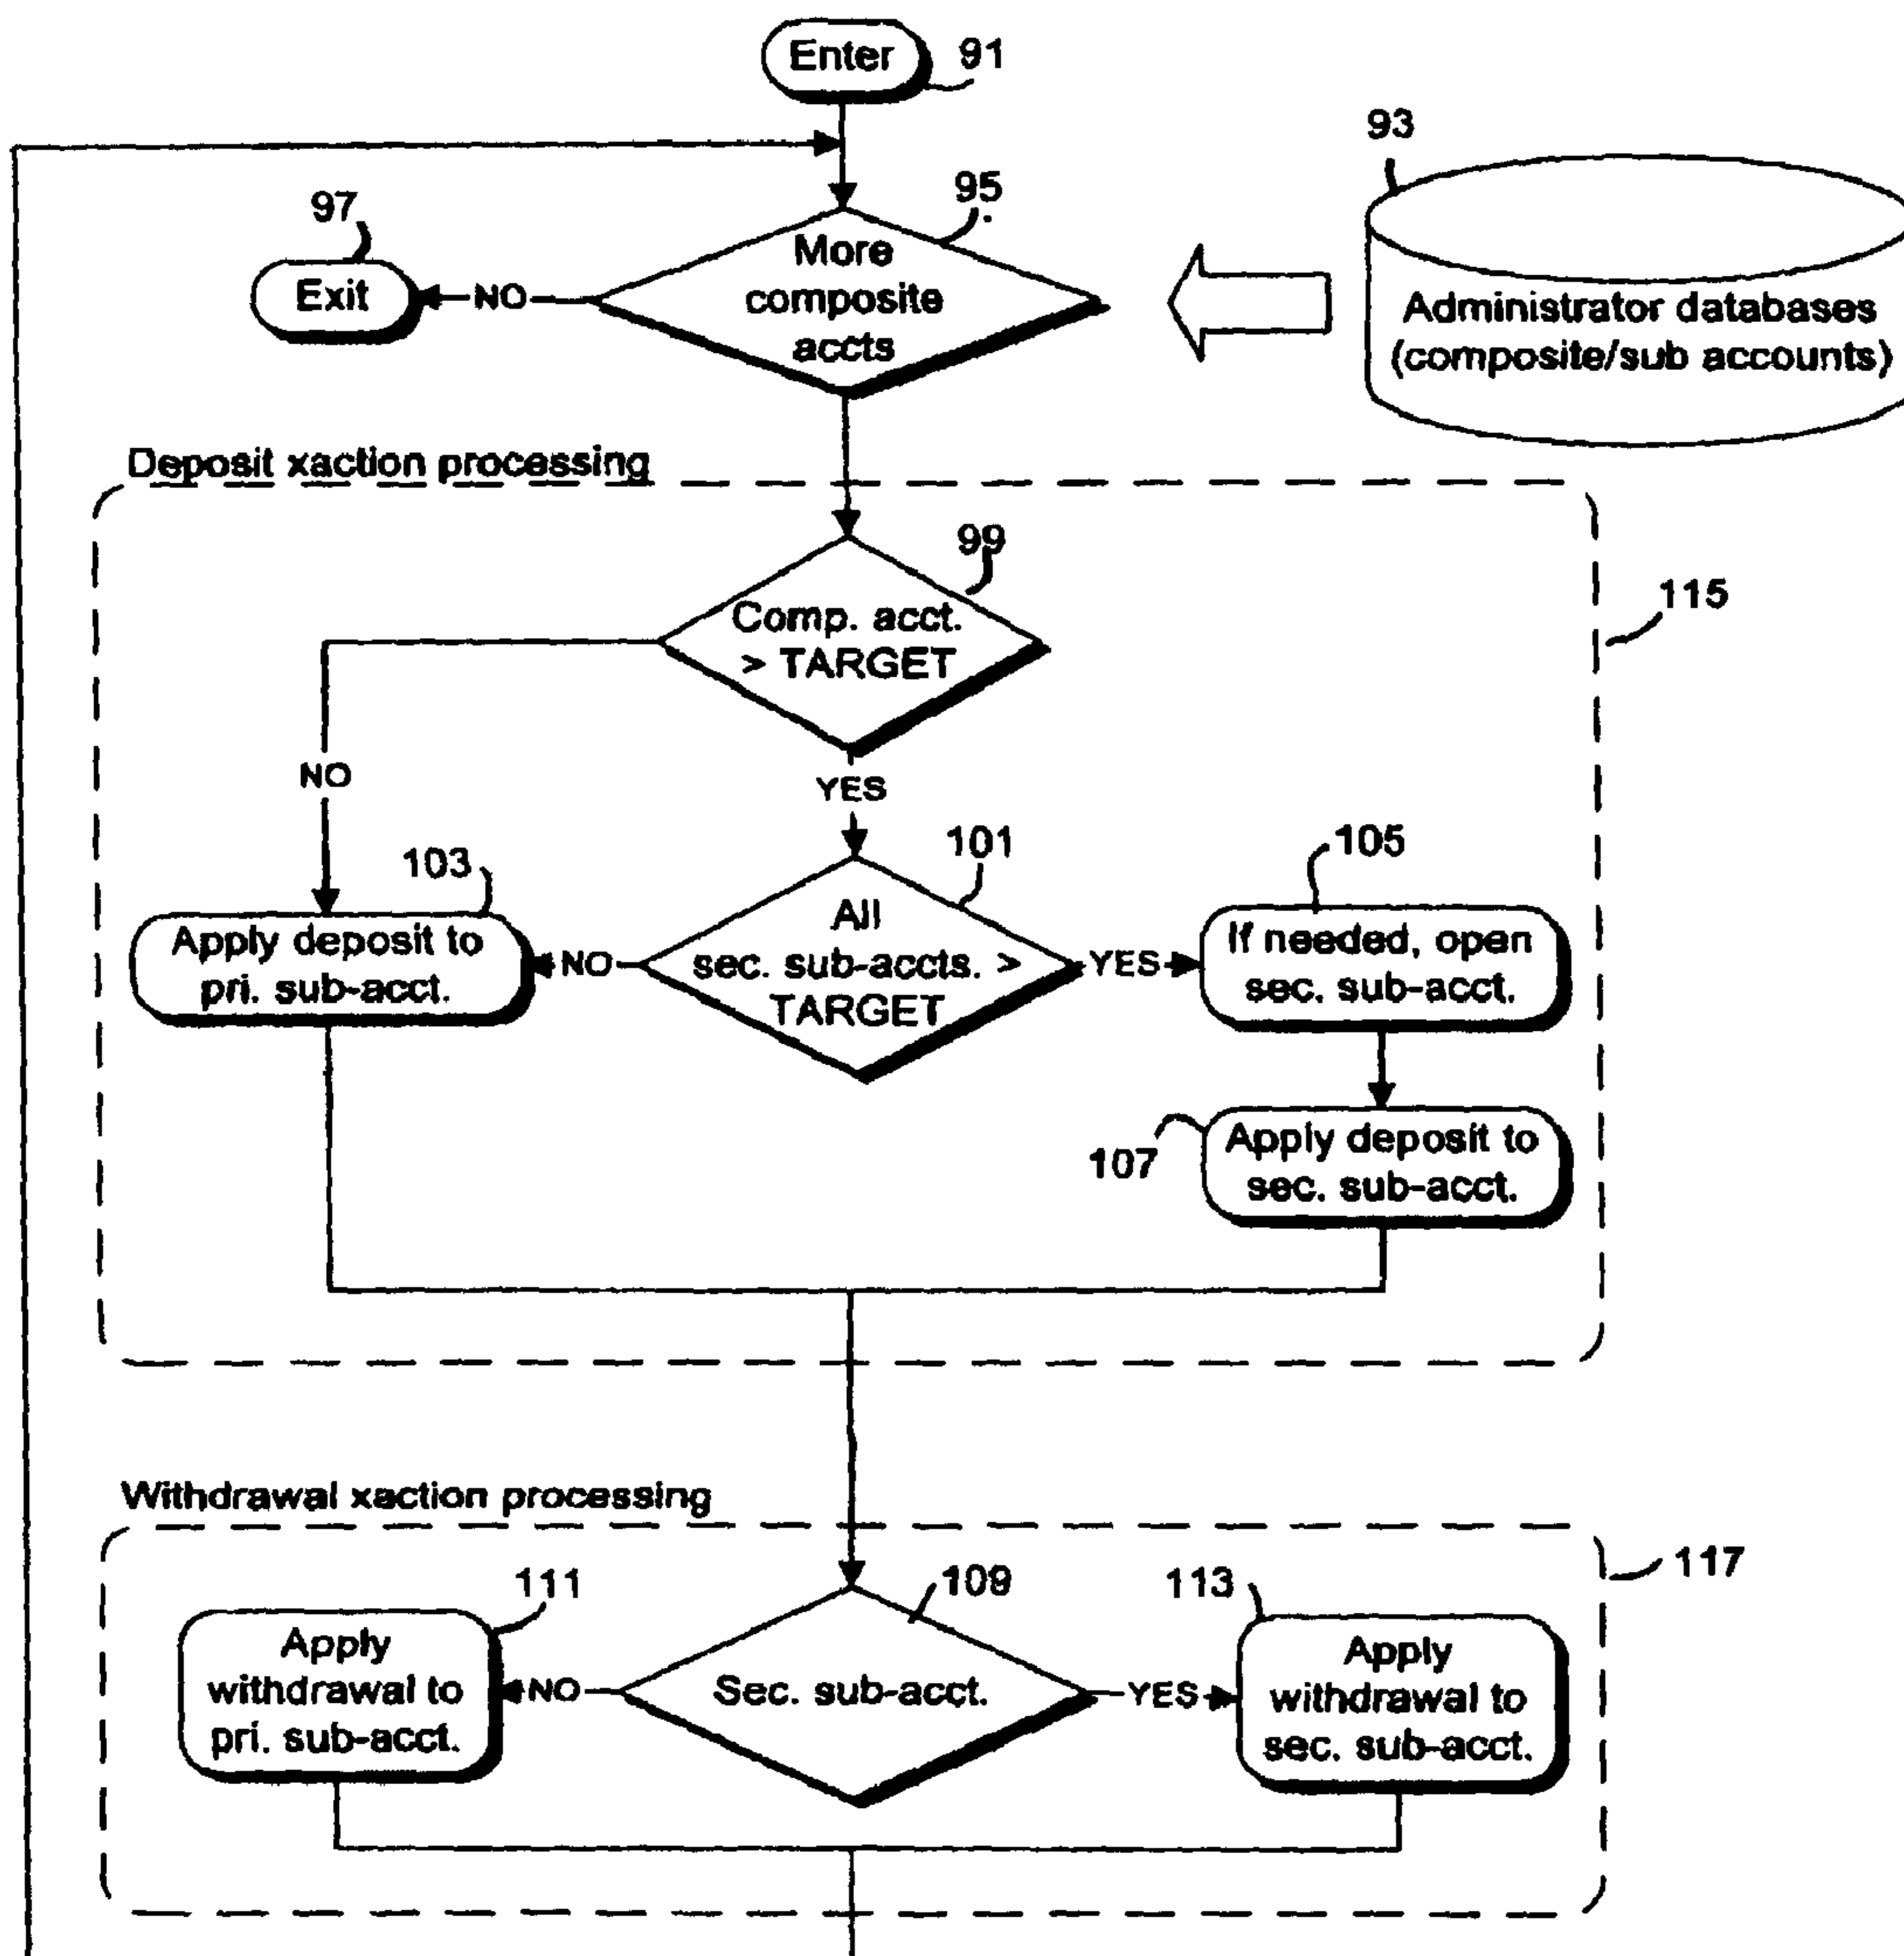 Enter
91
93
95
97
More
composite
accts
Exit
NO
Administrator databases
(composite/sub accounts)
Deposit xaction processing
99
115
Comp. acct.
> TARGET
NO
YES
103
101
105
Apply deposit to
pri. sub-acct.
NO
All
sec. sub-accts. >
TARGET
YES
If needed, open
sec. sub-acct.
107
Apply deposit to
sec. sub-acct.
Withdrawal xaction processing
111
109
113
117
Apply
withdrawal to
pri. sub-acct.
NO
Sec. sub-acct.
YES
Apply
withdrawal to
sec. sub-acct.